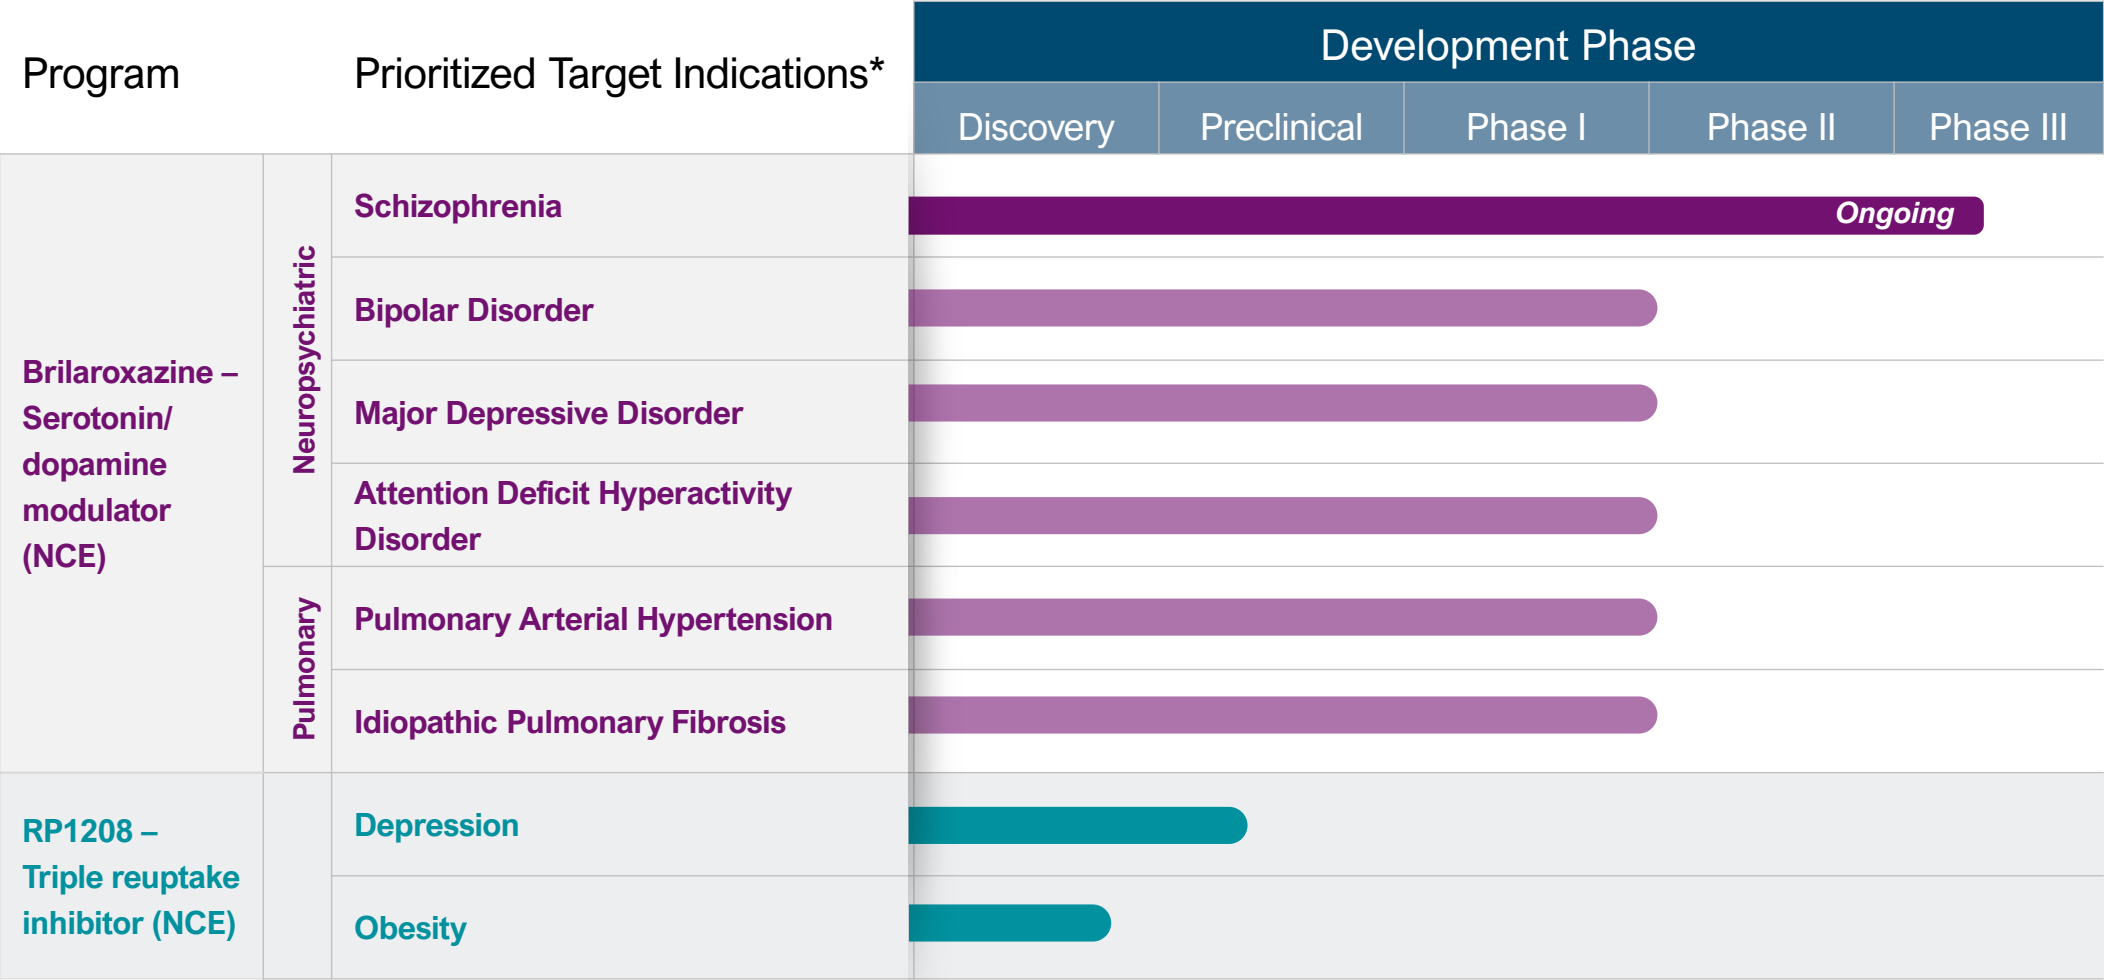 Program
Prioritized Target Indications*
Development Phase
Discovery
Preclinical
Phase I
Phase II
Phase III
Brilaroxazine –
Serotonin/
dopamine
modulator
(NCE)
Neuropsychiatric
Schizophrenia
Ongoing
Bipolar Disorder
Major Depressive Disorder
Attention Deficit Hyperactivity
Disorder
Pulmonary
Pulmonary Arterial Hypertension
Idiopathic Pulmonary Fibrosis
RP1208 –
Triple reuptake
inhibitor (NCE)
Depression
Obesity